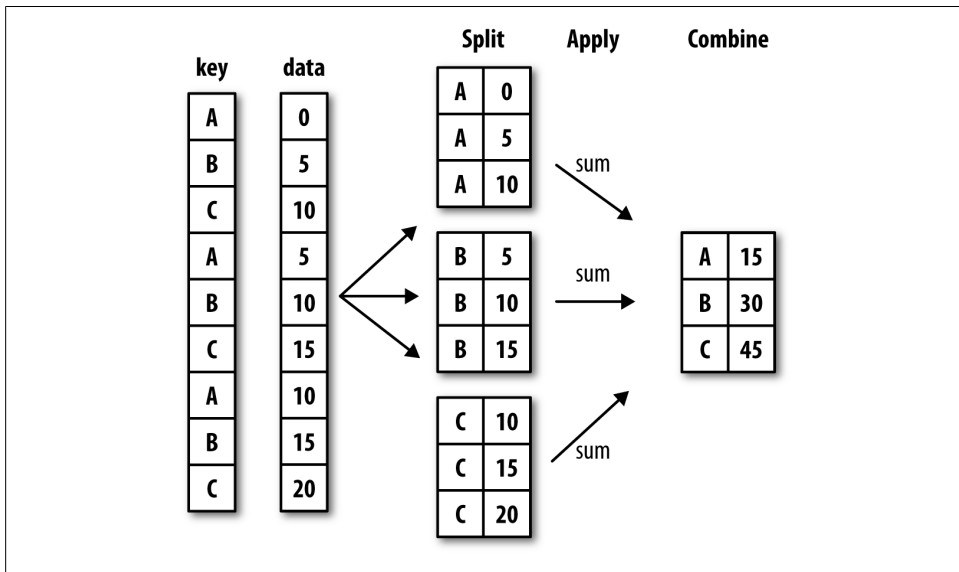 Split Apply Combine
key data
A 0
B 5
C 10
A 5
B 10
C 15
A 10
B 15
C 20
A 0
A 5
A 10
B 5
B 10
B 15
C 10
C 15
C 20
sum
sum
sum
A 15
B 30
C 45